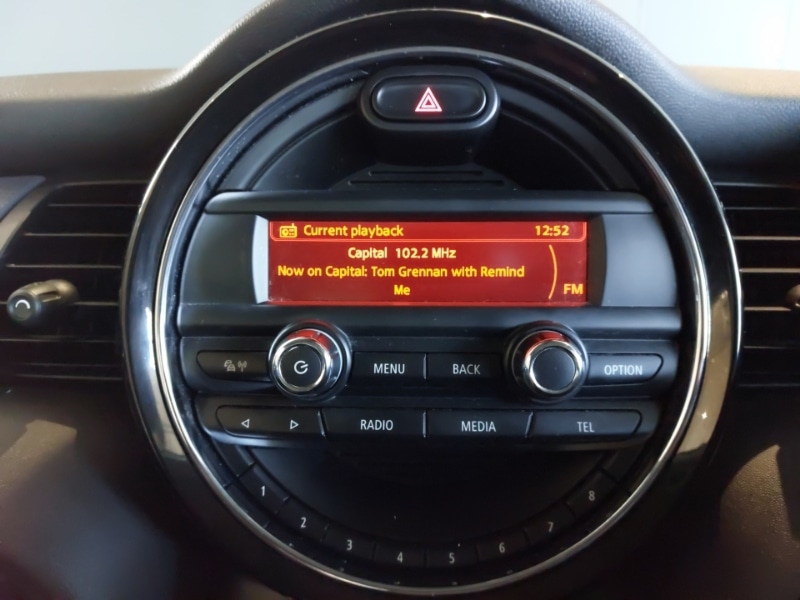 Current playback 12:52
Capital 102.2 MHz
Now on Capital: Tom Grennan with Remind
Me
FM
MENU BACK OPTION
RADIO MEDIA TEL
1 2 3 4 5 6 7 8